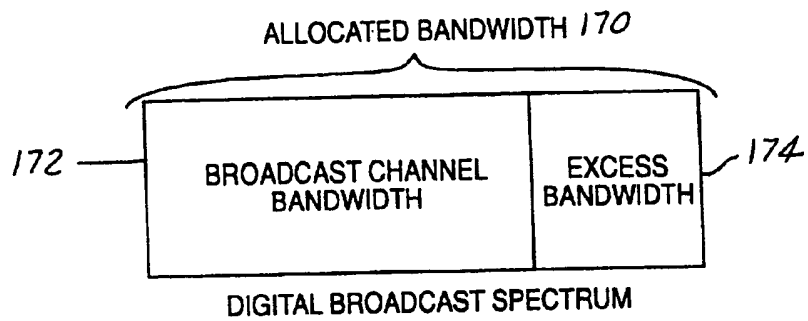 ALLOCATED BANDWIDTH 170
172
BROADCAST CHANNEL
BANDWIDTH
EXCESS
BANDWIDTH
174
DIGITAL BROADCAST SPECTRUM